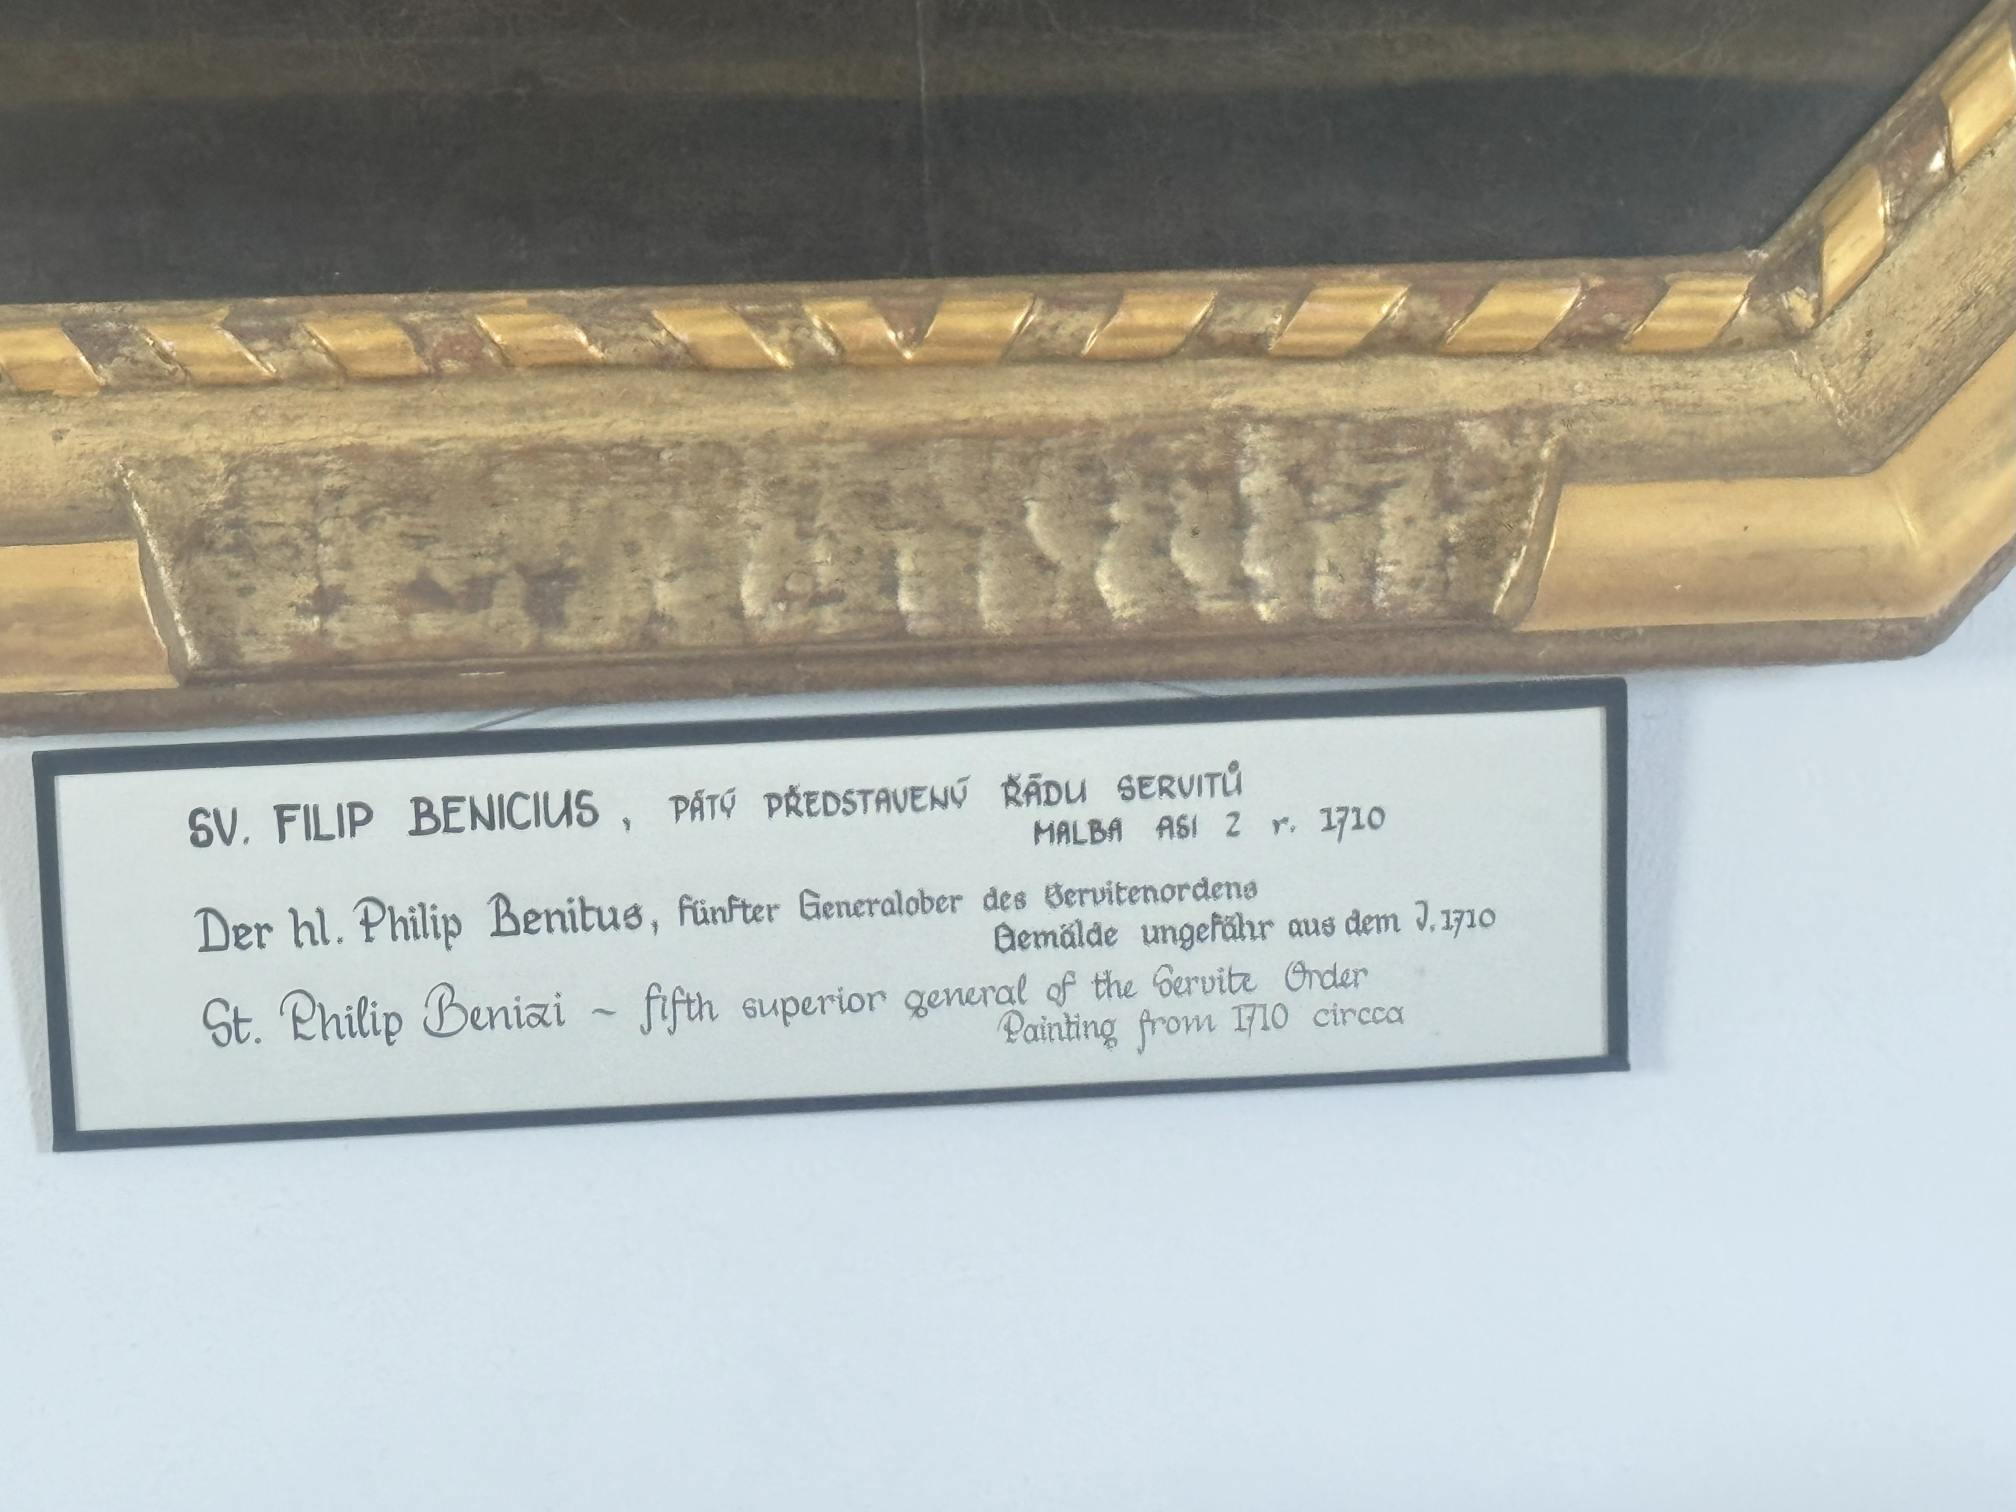 SV. FILIP BENICIUS, PÁTÝ PŘEDSTAVENÝ ŘÁDU SERVITŮ
MALBA ASI Z r. 1710
Der hl. Philip Benitus, fünfter Generalober des Servitenordens
Gemälde ungefähr aus dem J. 1710
St. Philip Benizi ~ fifth superior general of the Servite Order
Painting from 1710 circca